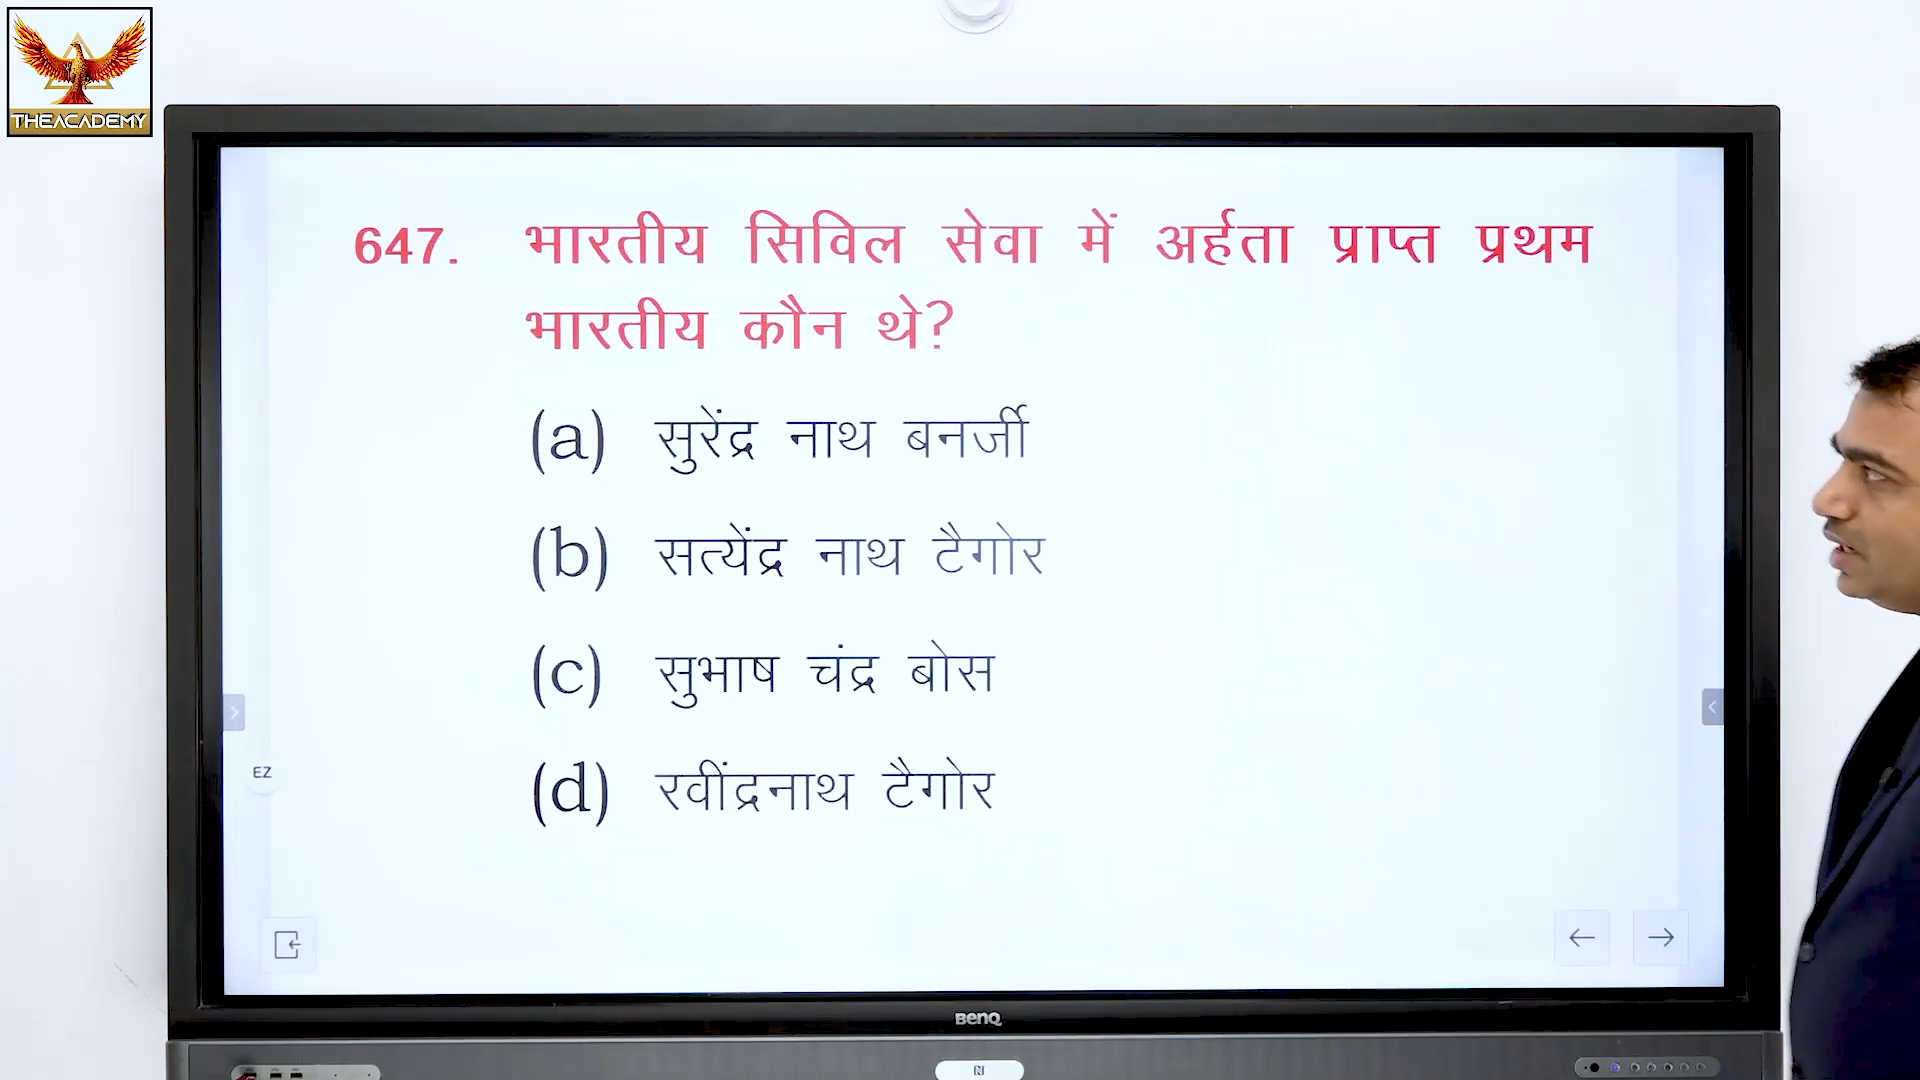 THEACADEMY
647. भारतीय सिविल सेवा में अर्हता प्राप्त प्रथम
भारतीय कौन थे?
(a) सुरेंद्र नाथ बनर्जी
(b) सत्येंद्र नाथ टैगोर
(c) सुभाष चंद्र बोस
(d) रवींद्रनाथ टैगोर
EZ
BenQ